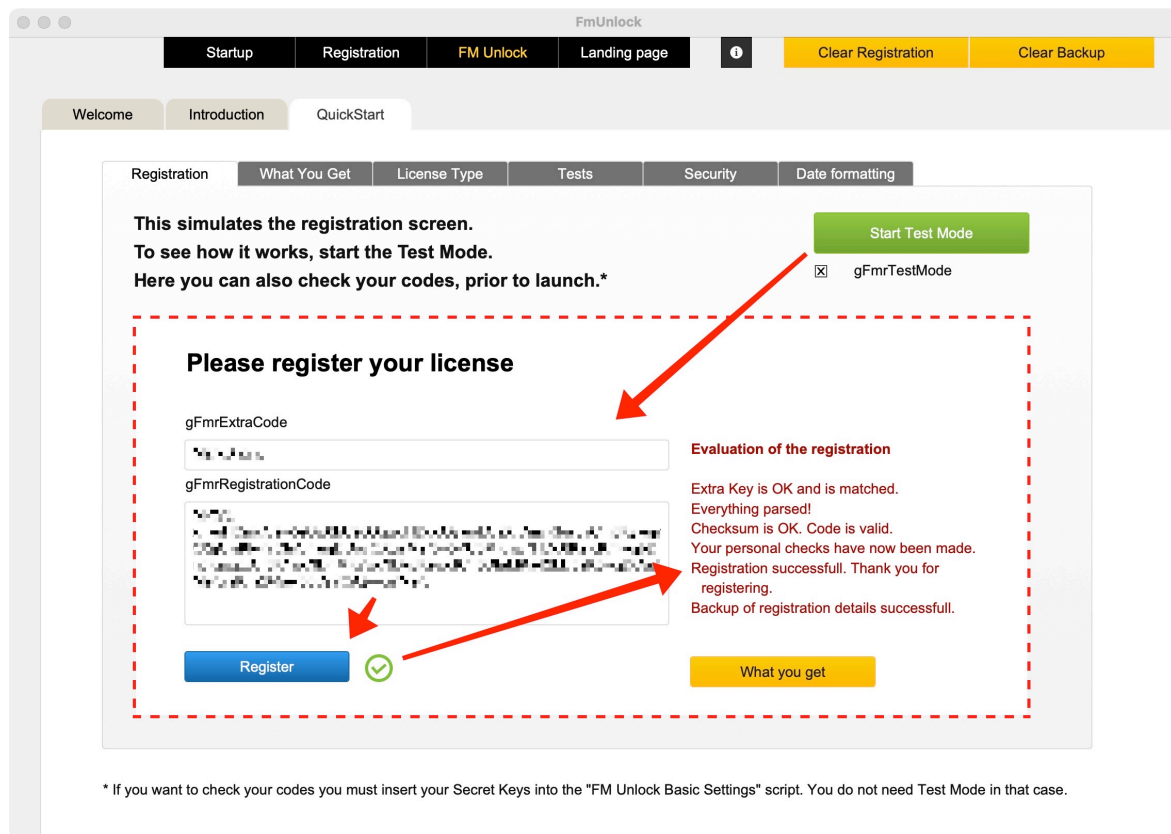 FmUnlock
Startup Registration FM Unlock Landing page i Clear Registration Clear Backup
Welcome Introduction QuickStart
Registration What You Get License Type Tests Security Date formatting
This simulates the registration screen.
To see how it works, start the Test Mode.
Here you can also check your codes, prior to launch.*
Start Test Mode
gFmrTestMode
Please register your license
gFmrExtraCode
gFmrRegistrationCode
Evaluation of the registration
Extra Key is OK and is matched.
Everything parsed!
Checksum is OK. Code is valid.
Your personal checks have now been made.
Registration successfull. Thank you for
registering.
Backup of registration details successfull.
Register
What you get
* If you want to check your codes you must insert your Secret Keys into the "FM Unlock Basic Settings" script. You do not need Test Mode in that case.